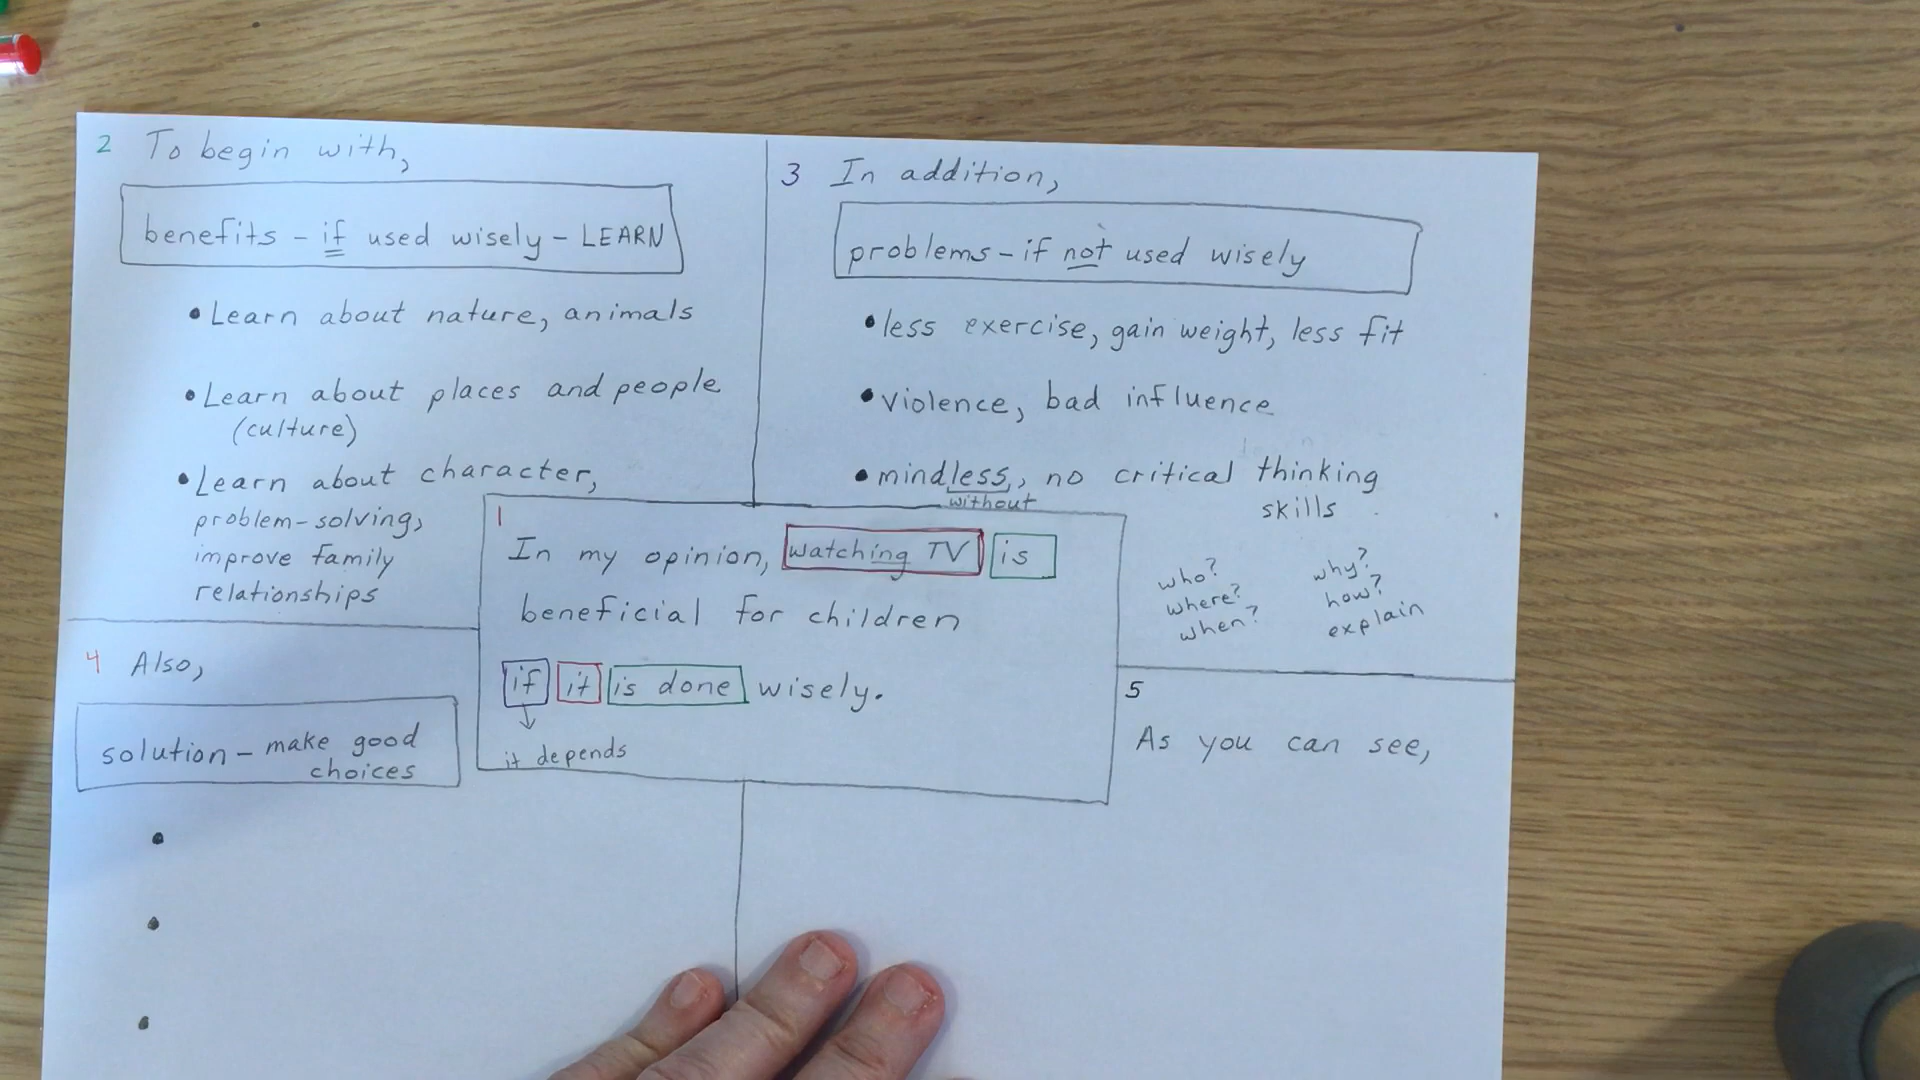 2 To begin with,
benefits - if used wisely - LEARN
• Learn about nature, animals
• Learn about places and people
(culture)
• Learn about character,
problem-solving,
improve family
relationships
3 In addition,
problems - if not used wisely
• less exercise, gain weight, less fit
• violence, bad influence
• mindless, no critical thinking
without
skills
who?
where?
when?
why?
how?
explain
1
In my opinion, watching TV is
beneficial for children
if it is done wisely.
it depends
4 Also,
solution - make good
choices
•
•
•
5
As you can see,